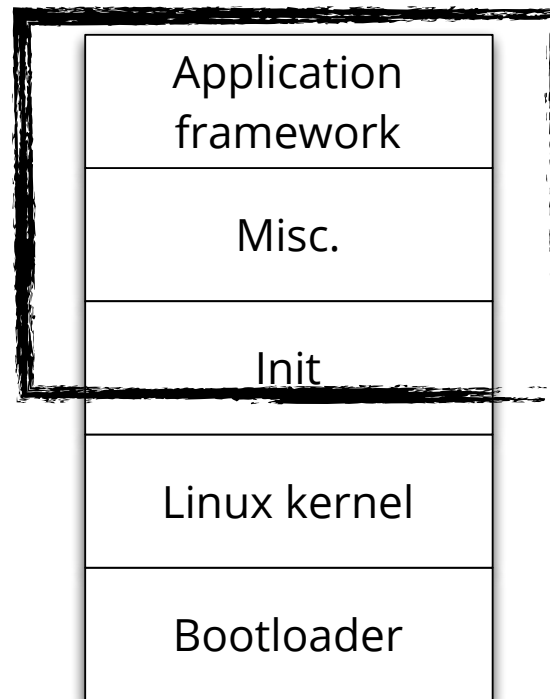 Application
framework
Misc.
Init
Linux kernel
Bootloader